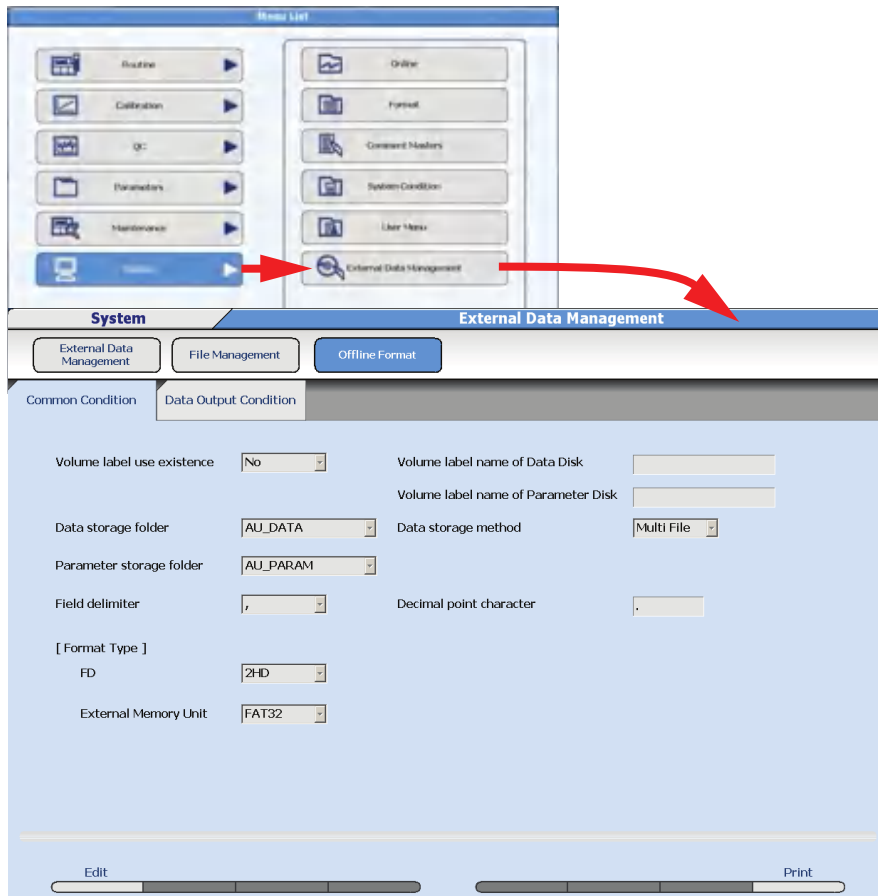 Menu List
Routine
Online
Calibration
Format
QC
Comment Masters
Parameters
System Condition
Maintenance
User Menu
External Data Management
System
External Data Management
External Data
Management
File Management
Offline Format
Common Condition
Data Output Condition
Volume label use existence
No
Volume label name of Data Disk
Volume label name of Parameter Disk
Data storage folder
AU_DATA
Data storage method
Multi File
Parameter storage folder
AU_PARAM
Field delimiter
,
Decimal point character
.
[ Format Type ]
FD
2HD
External Memory Unit
FAT32
Edit
Print